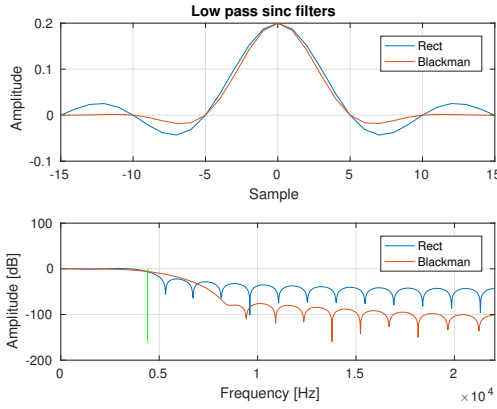 Low pass sinc filters
0.2
0.1
0
-0.1
Amplitude
Rect
Blackman
-15
-10
-5
0
5
10
15
Sample
100
0
-100
-200
Amplitude [dB]
Rect
Blackman
0
0.5
1
1.5
2
Frequency [Hz]
× 10^4